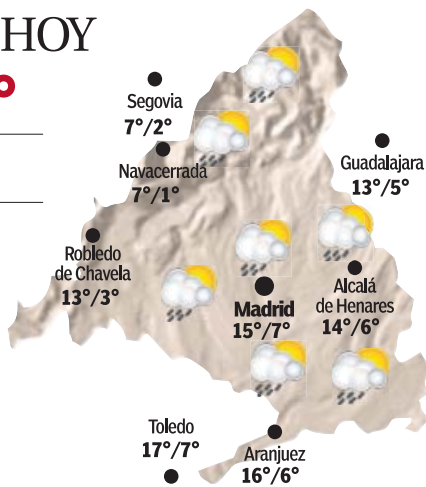 HOY
Segovia
7°/2°
Navacerrada
7°/1°
Guadalajara
13°/5°
Robledo
de Chavela
13°/3°
Madrid
15°/7°
Alcalá
de Henares
14°/6°
Toledo
17°/7°
Aranjuez
16°/6°